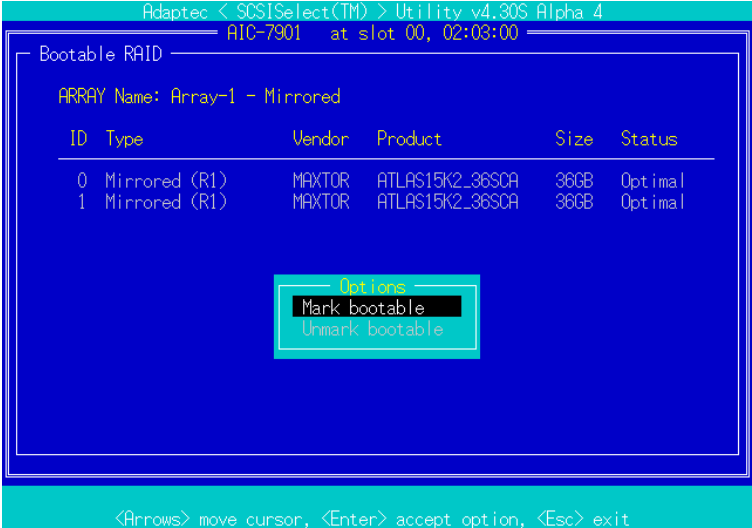 Adaptec < SCSISelect(TM) > Utility v4.30S Alpha 4
AIC-7901 at slot 00, 02:03:00
Bootable RAID
ARRAY Name: Array-1 - Mirrored
ID Type Vendor Product Size Status
0 Mirrored (R1) MAXTOR ATLAS15K2_36SCA 36GB Optimal
1 Mirrored (R1) MAXTOR ATLAS15K2_36SCA 36GB Optimal
Options
Mark bootable
Unmark bootable
<Arrows> move cursor, <Enter> accept option, <Esc> exit